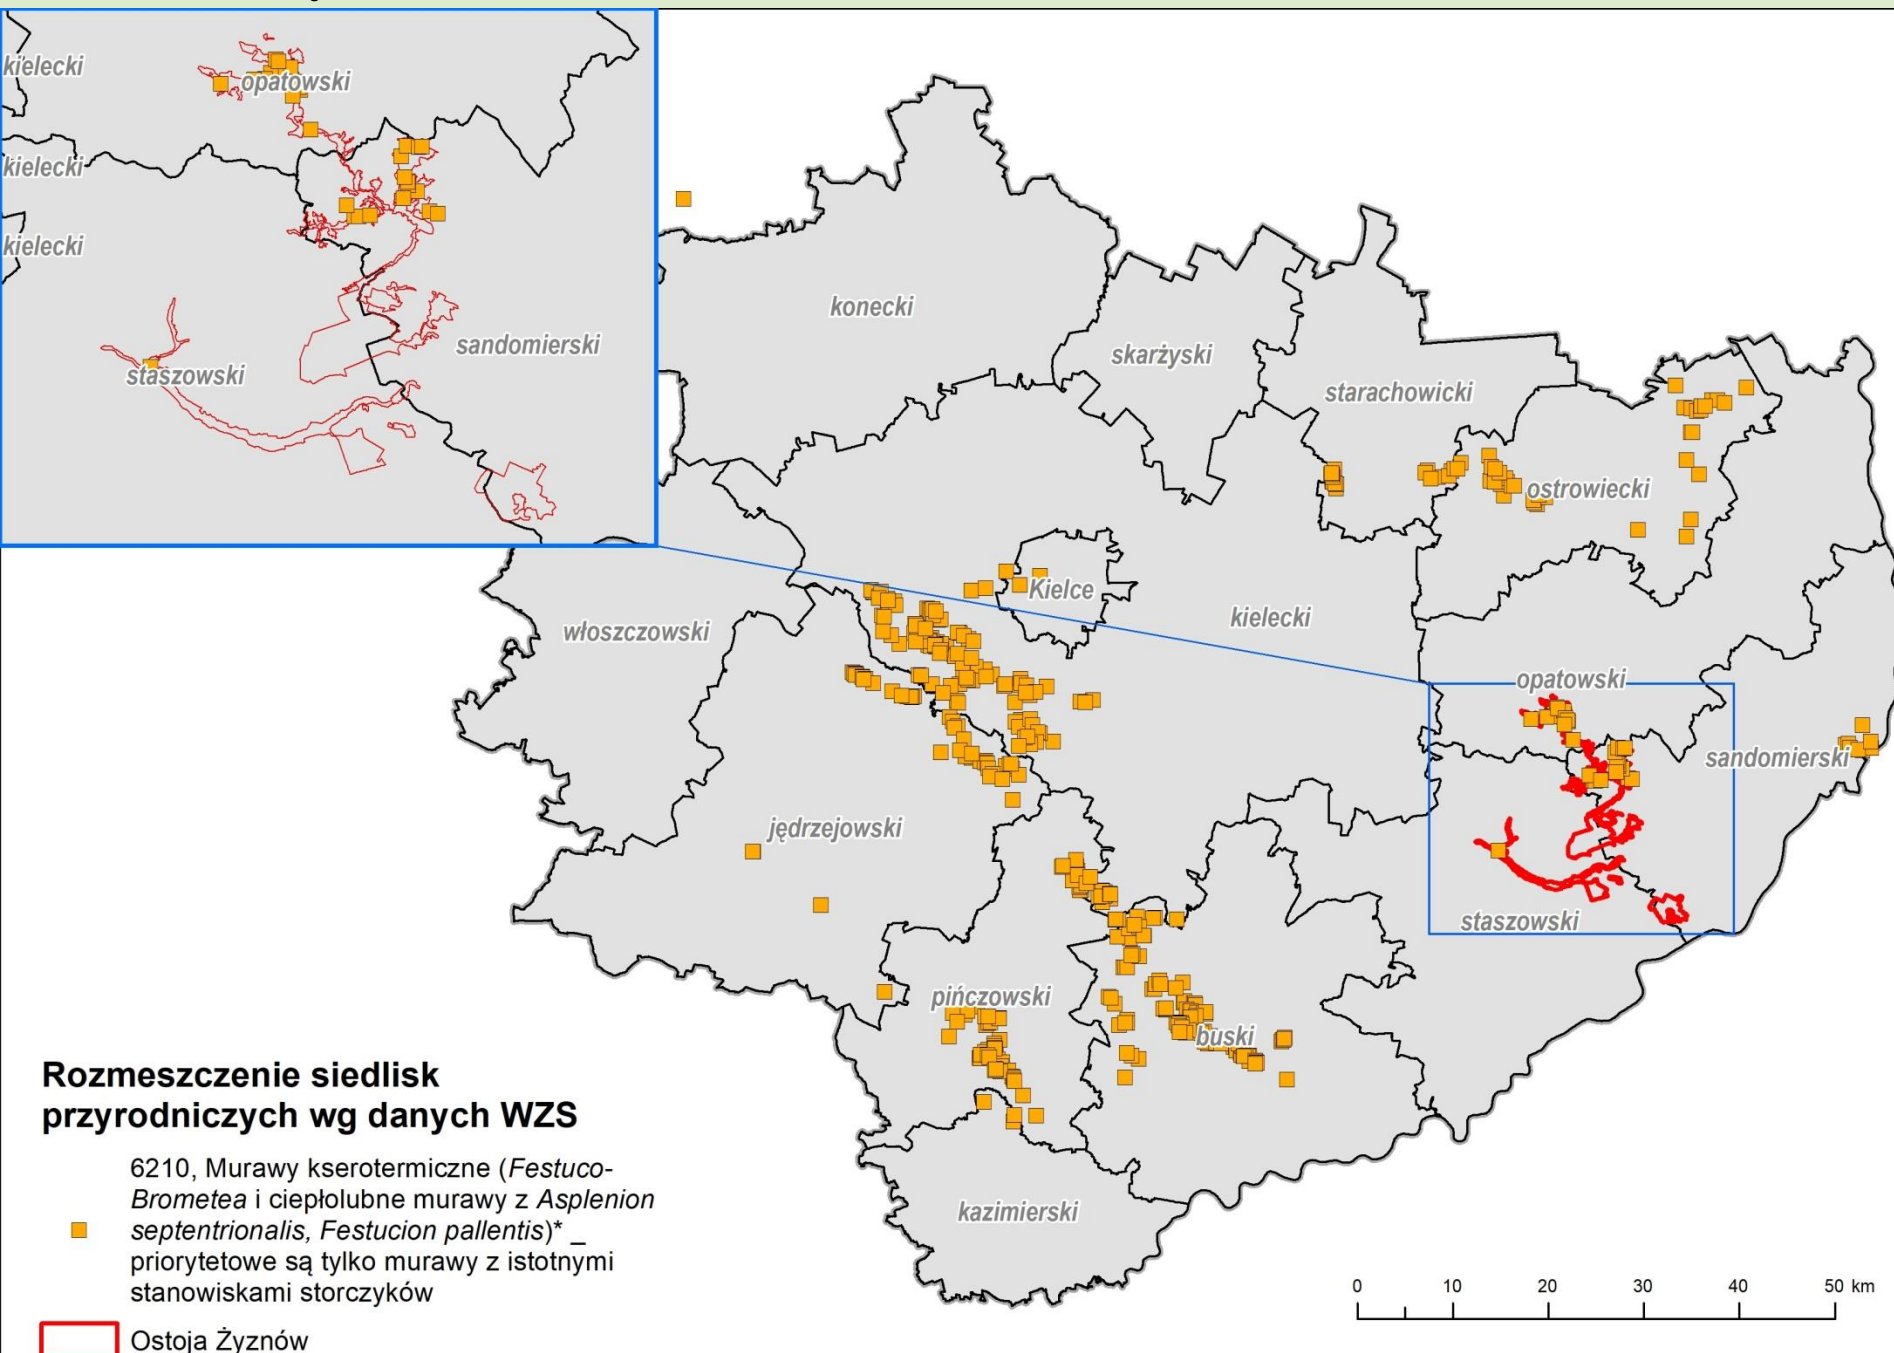 kielecki
opatowski
kielecki
kielecki
sandomierski
staszowski
konecki
skarżyski
starachowicki
ostrowiecki
Kielce
kielecki
włoszczowski
opatowski
sandomierski
jędrzejowski
staszowski
pińczowski
buski
kazimierski
Rozmeszczenie siedlisk
przyrodniczych wg danych WZS
6210, Murawy kserotermiczne (Festuco-
Brometea i ciepłolubne murawy z Asplenion
septentrionalis, Festucion pallentis)* _
priorytetowe są tylko murawy z istotnymi
stanowiskami storczyków
Ostoja Żyznów
0 10 20 30 40 50 km